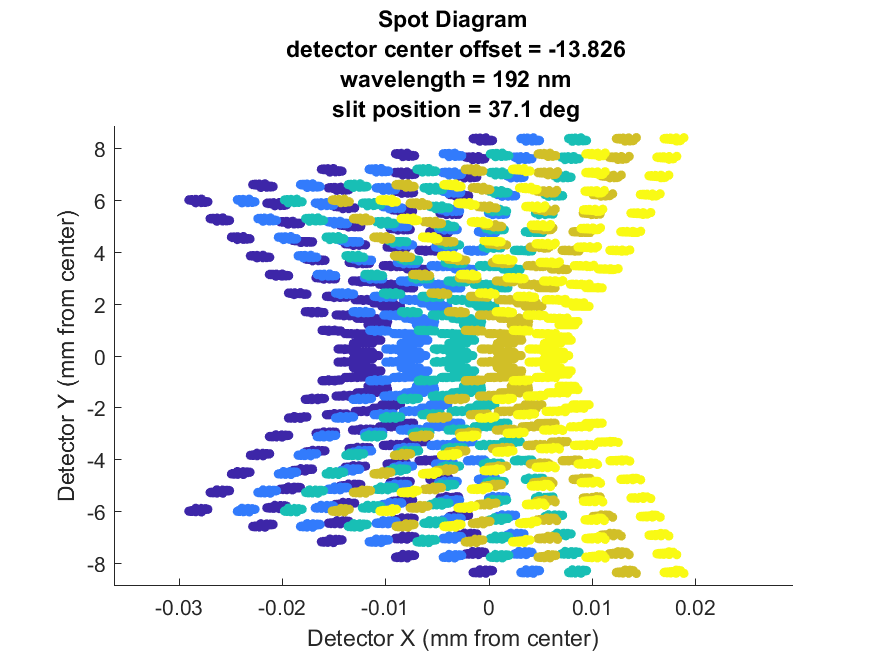 Spot Diagram
detector center offset = -13.826
wavelength = 192 nm
slit position = 37.1 deg
8
6
4
2
0
-2
-4
-6
-8
Detector Y (mm from center)
-0.03 -0.02 -0.01 0 0.01 0.02
Detector X (mm from center)